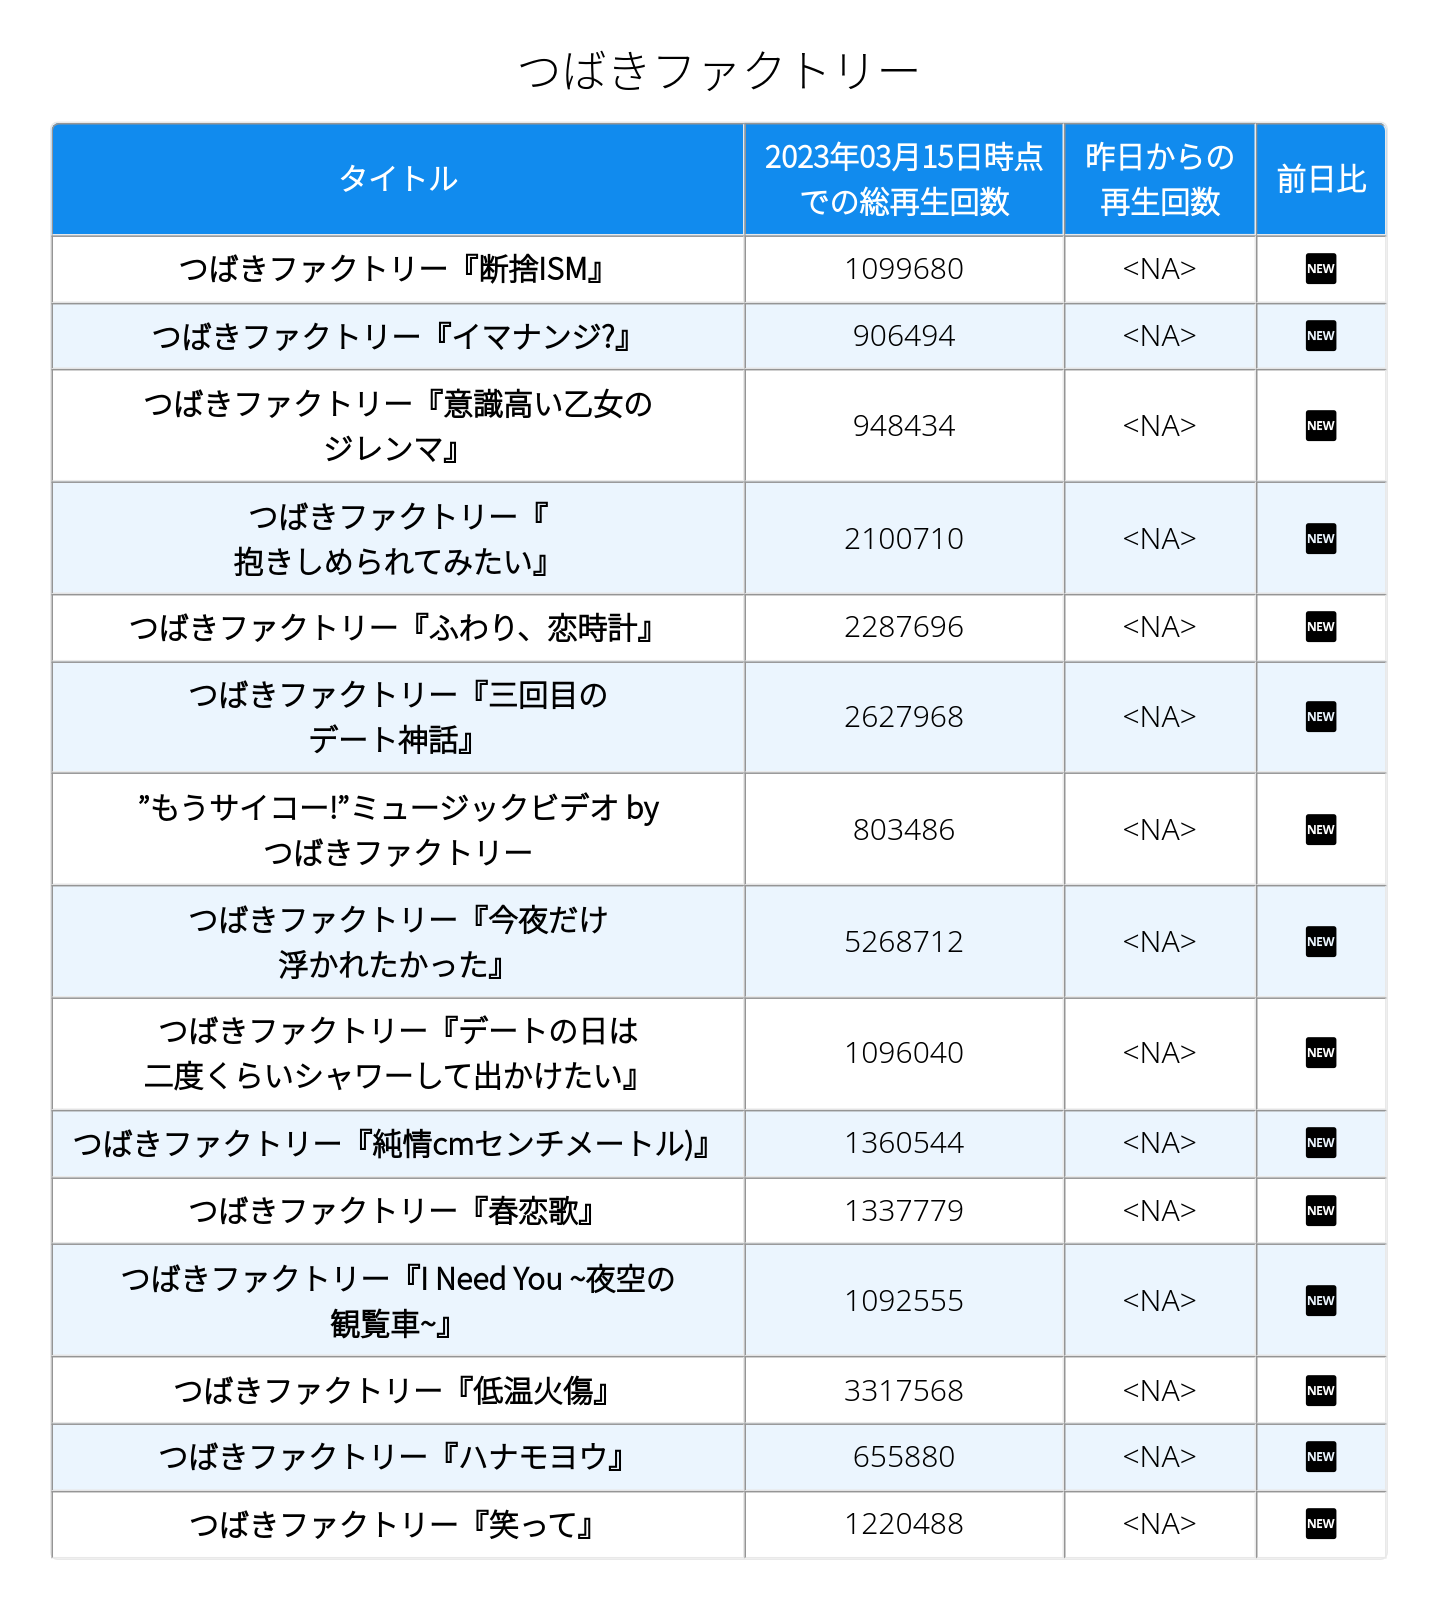 つばきファクトリー
タイトル
2023年03月15日時点
での総再生回数
昨日からの
再生回数
前日比
つばきファクトリー『断捨ISM』
1099680
<NA>
NEW
つばきファクトリー『イマナンジ?』
906494
<NA>
NEW
つばきファクトリー『意識高い乙女の
ジレンマ』
948434
<NA>
NEW
つばきファクトリー『
抱きしめられてみたい』
2100710
<NA>
NEW
つばきファクトリー『ふわり、恋時計』
2287696
<NA>
NEW
つばきファクトリー『三回目の
デート神話』
2627968
<NA>
NEW
”もうサイコー!”ミュージックビデオ by
つばきファクトリー
803486
<NA>
NEW
つばきファクトリー『今夜だけ
浮かれたかった』
5268712
<NA>
NEW
つばきファクトリー『デートの日は
二度くらいシャワーして出かけたい』
1096040
<NA>
NEW
つばきファクトリー『純情cmセンチメートル)』
1360544
<NA>
NEW
つばきファクトリー『春恋歌』
1337779
<NA>
NEW
つばきファクトリー『I Need You ~夜空の
観覧車~』
1092555
<NA>
NEW
つばきファクトリー『低温火傷』
3317568
<NA>
NEW
つばきファクトリー『ハナモヨウ』
655880
<NA>
NEW
つばきファクトリー『笑って』
1220488
<NA>
NEW